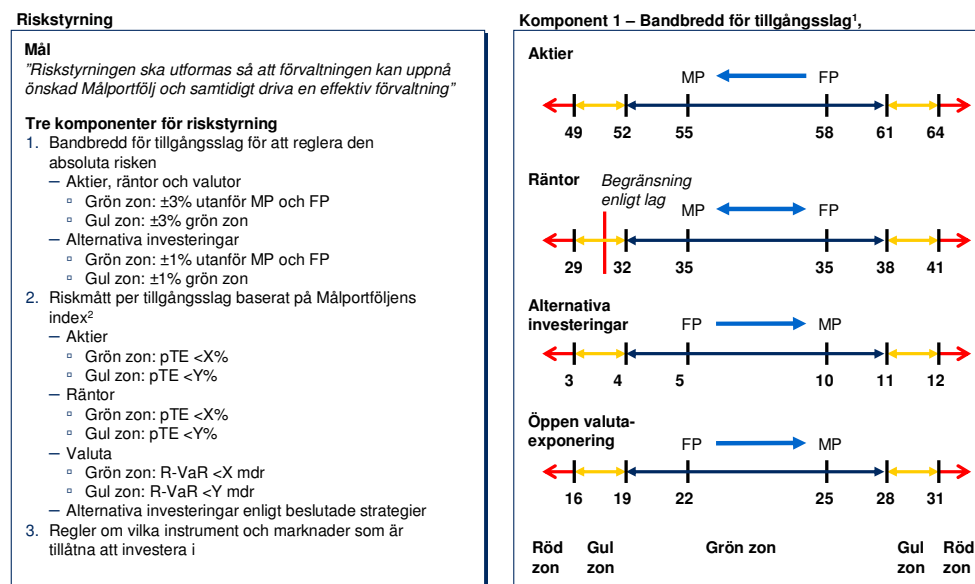 Riskstyrning
Mål
"Riskstyrningen ska utformas så att förvaltningen kan uppnå
önskad Målportfölj och samtidigt driva en effektiv förvaltning"
Tre komponenter för riskstyrning
1. Bandbredd för tillgångsslag för att reglera den
absoluta risken
– Aktier, räntor och valutor
▫ Grön zon: ±3% utanför MP och FP
▫ Gul zon: ±3% grön zon
– Alternativa investeringar
▫ Grön zon: ±1% utanför MP och FP
▫ Gul zon: ±1% grön zon
2. Riskmått per tillgångsslag baserat på Målportföljens
index²
– Aktier
▫ Grön zon: pTE <X%
▫ Gul zon: pTE <Y%
– Räntor
▫ Grön zon: pTE <X%
▫ Gul zon: pTE <Y%
– Valuta
▫ Grön zon: R-VaR <X mdr
▫ Gul zon: R-VaR <Y mdr
– Alternativa investeringar enligt beslutade strategier
3. Regler om vilka instrument och marknader som är
tillåtna att investera i
Komponent 1 – Bandbredd för tillgångsslag¹,
Aktier
MP FP
49 52 55 58 61 64
Räntor
Begränsning
enligt lag
MP FP
29 32 35 35 38 41
Alternativa
investeringar
FP MP
3 4 5 10 11 12
Öppen valuta-
exponering
FP MP
16 19 22 25 28 31
Röd Gul Grön zon Gul Röd
zon zon zon zon